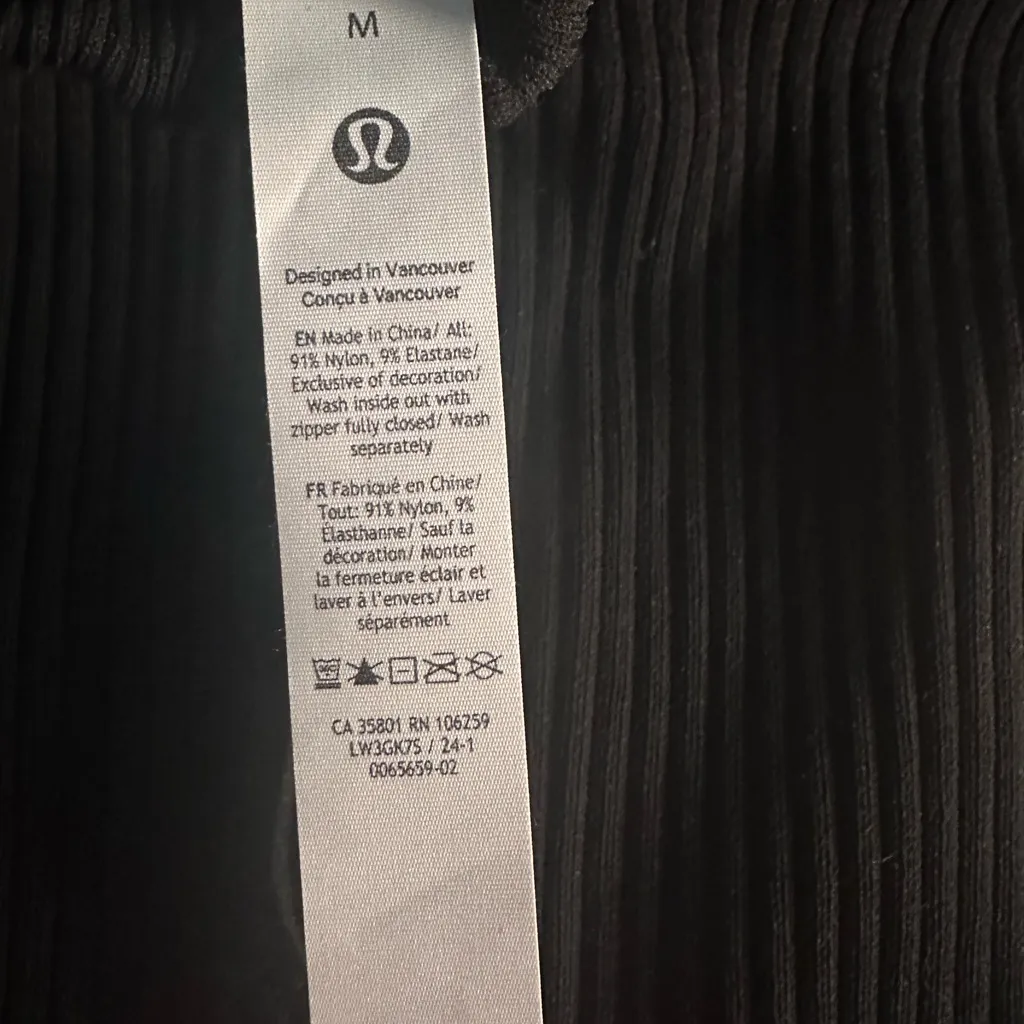 M
Designed in Vancouver
Conçu à Vancouver
EN Made in China/ All:
91% Nylon, 9% Elastane/
Exclusive of decoration/
Wash inside out with
zipper fully closed/ Wash
separately
FR Fabriqué en Chine/
Tout: 91% Nylon, 9%
Élasthanne/ Sauf la
décoration/ Monter
la fermeture éclair et
laver à l'envers/ Laver
séparément
CA 35801 RN 106259
LW3GK7S / 24-1
0065659-02